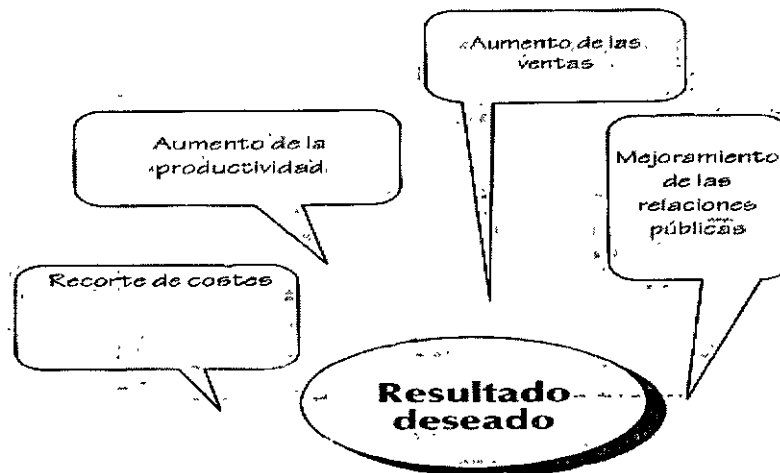 Aumento de las
ventas
Aumento de la
productividad
Mejoramiento
de las
relaciones
públicas
Recorte de costes
Resultado
deseado